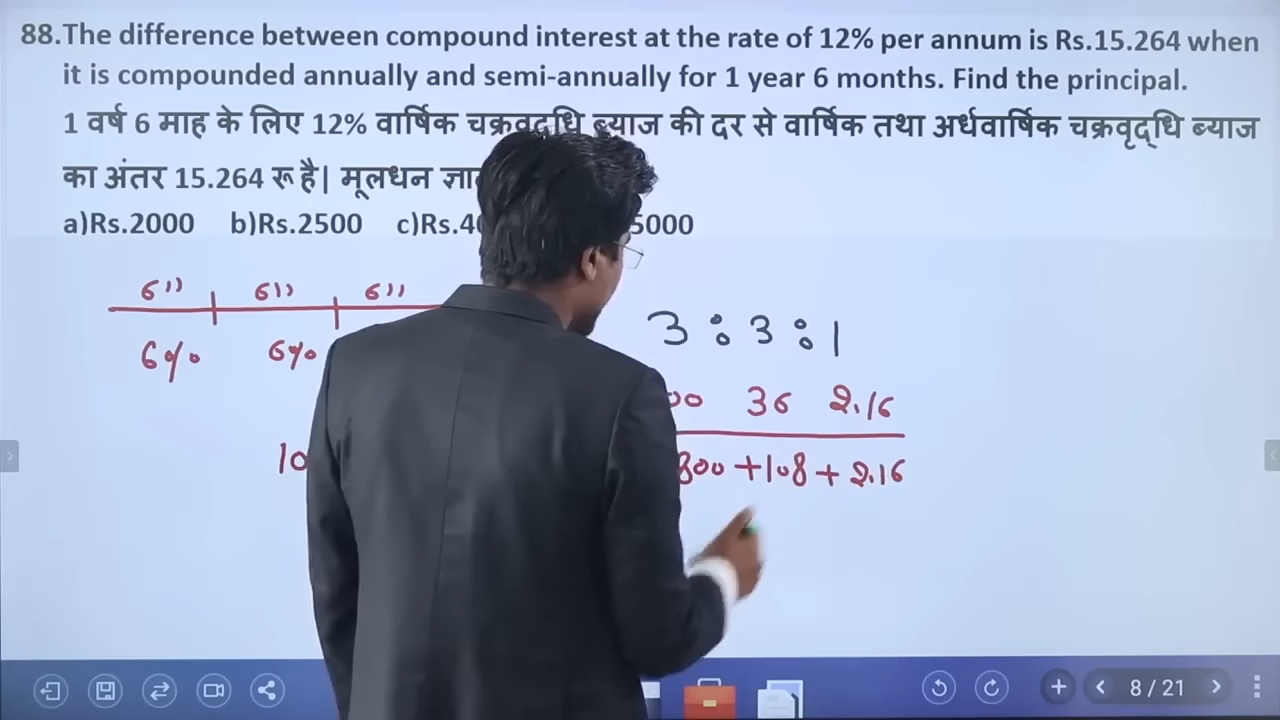 88.The difference between compound interest at the rate of 12% per annum is Rs.15.264 when
it is compounded annually and semi-annually for 1 year 6 months. Find the principal.
1 वर्ष 6 माह के लिए 12% वार्षिक चक्रवृद्धि ब्याज की दर से वार्षिक तथा अर्धवार्षिक चक्रवृद्धि ब्याज
का अंतर 15.264 रू है| मूलधन
a)Rs.2000 b)Rs.2500 5000
6)) 6)) 6))
3 : 3 : 1
6% 6%
36 2.16
10
800 +108 + 2.16
8 / 21